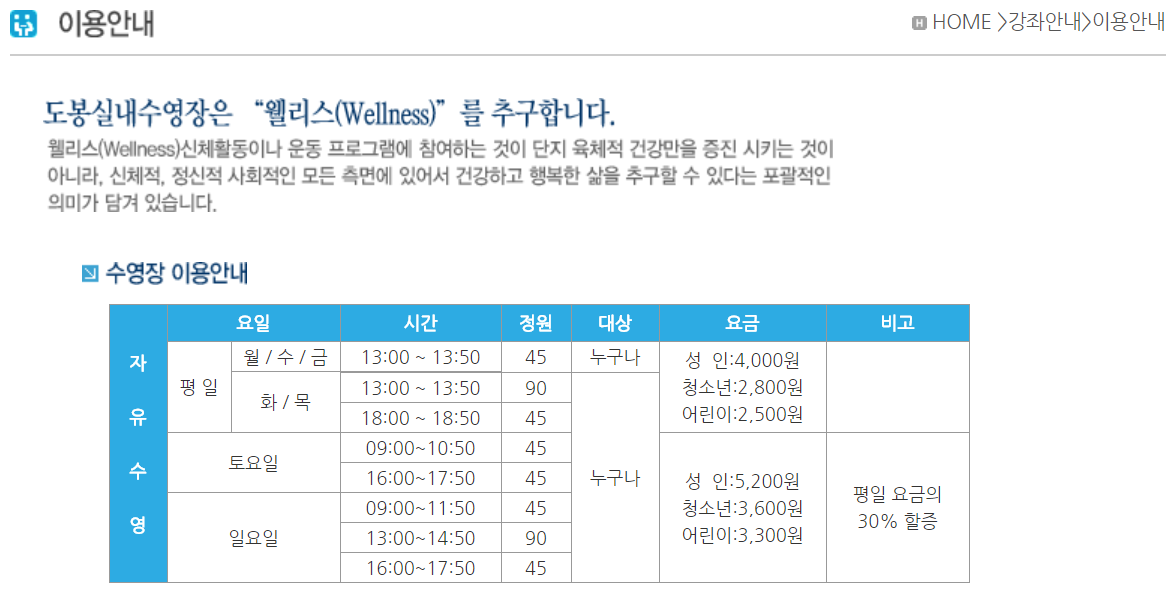 이용안내
HOME >강좌안내>이용안내
도봉실내수영장은 “웰리스(Wellness)”를 추구합니다.
웰리스(Wellness)신체활동이나 운동 프로그램에 참여하는 것이 단지 육체적 건강만을 증진 시키는 것이
아니라, 신체적, 정신적 사회적인 모든 측면에 있어서 건강하고 행복한 삶을 추구할 수 있다는 포괄적인
의미가 담겨 있습니다.
수영장 이용안내
자 유 수 영
요일 시간 정원 대상 요금 비고
평 일 월 / 수 / 금 13:00 ~ 13:50 45 누구나
화 / 목 13:00 ~ 13:50 90
18:00 ~ 18:50 45
성 인:4,000원
청소년:2,800원
어린이:2,500원
토요일 09:00~10:50 45
16:00~17:50 45
누구나
일요일 09:00~11:50 45
13:00~14:50 90
16:00~17:50 45
성 인:5,200원
청소년:3,600원
어린이:3,300원
평일 요금의
30% 할증